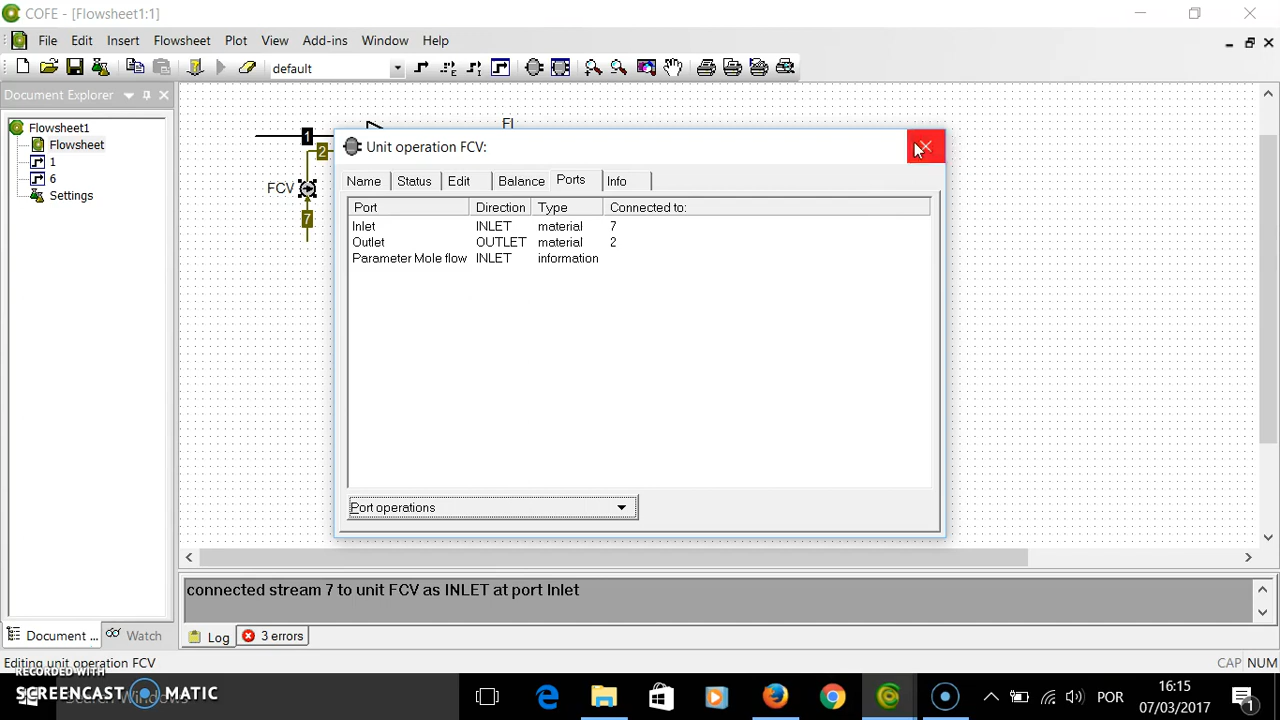 COFE - [Flowsheet1:1]
File Edit Insert Flowsheet Plot View Add-ins Window Help
default
Document Explorer
Flowsheet1
Flowsheet
1
6
Settings
1
FI
2
FCV
7
Unit operation FCV:
Name Status Edit Balance Ports Info
Port Direction Type Connected to:
Inlet INLET material 7
Outlet OUTLET material 2
Parameter Mole flow INLET information
Port operations
connected stream 7 to unit FCV as INLET at port Inlet
Document ... Watch
Log 3 errors
Editing unit operation FCV
CAP NUM
RECORDED WITH
SCREENCAST MATIC
Search Windows
POR
16:15
07/03/2017
1